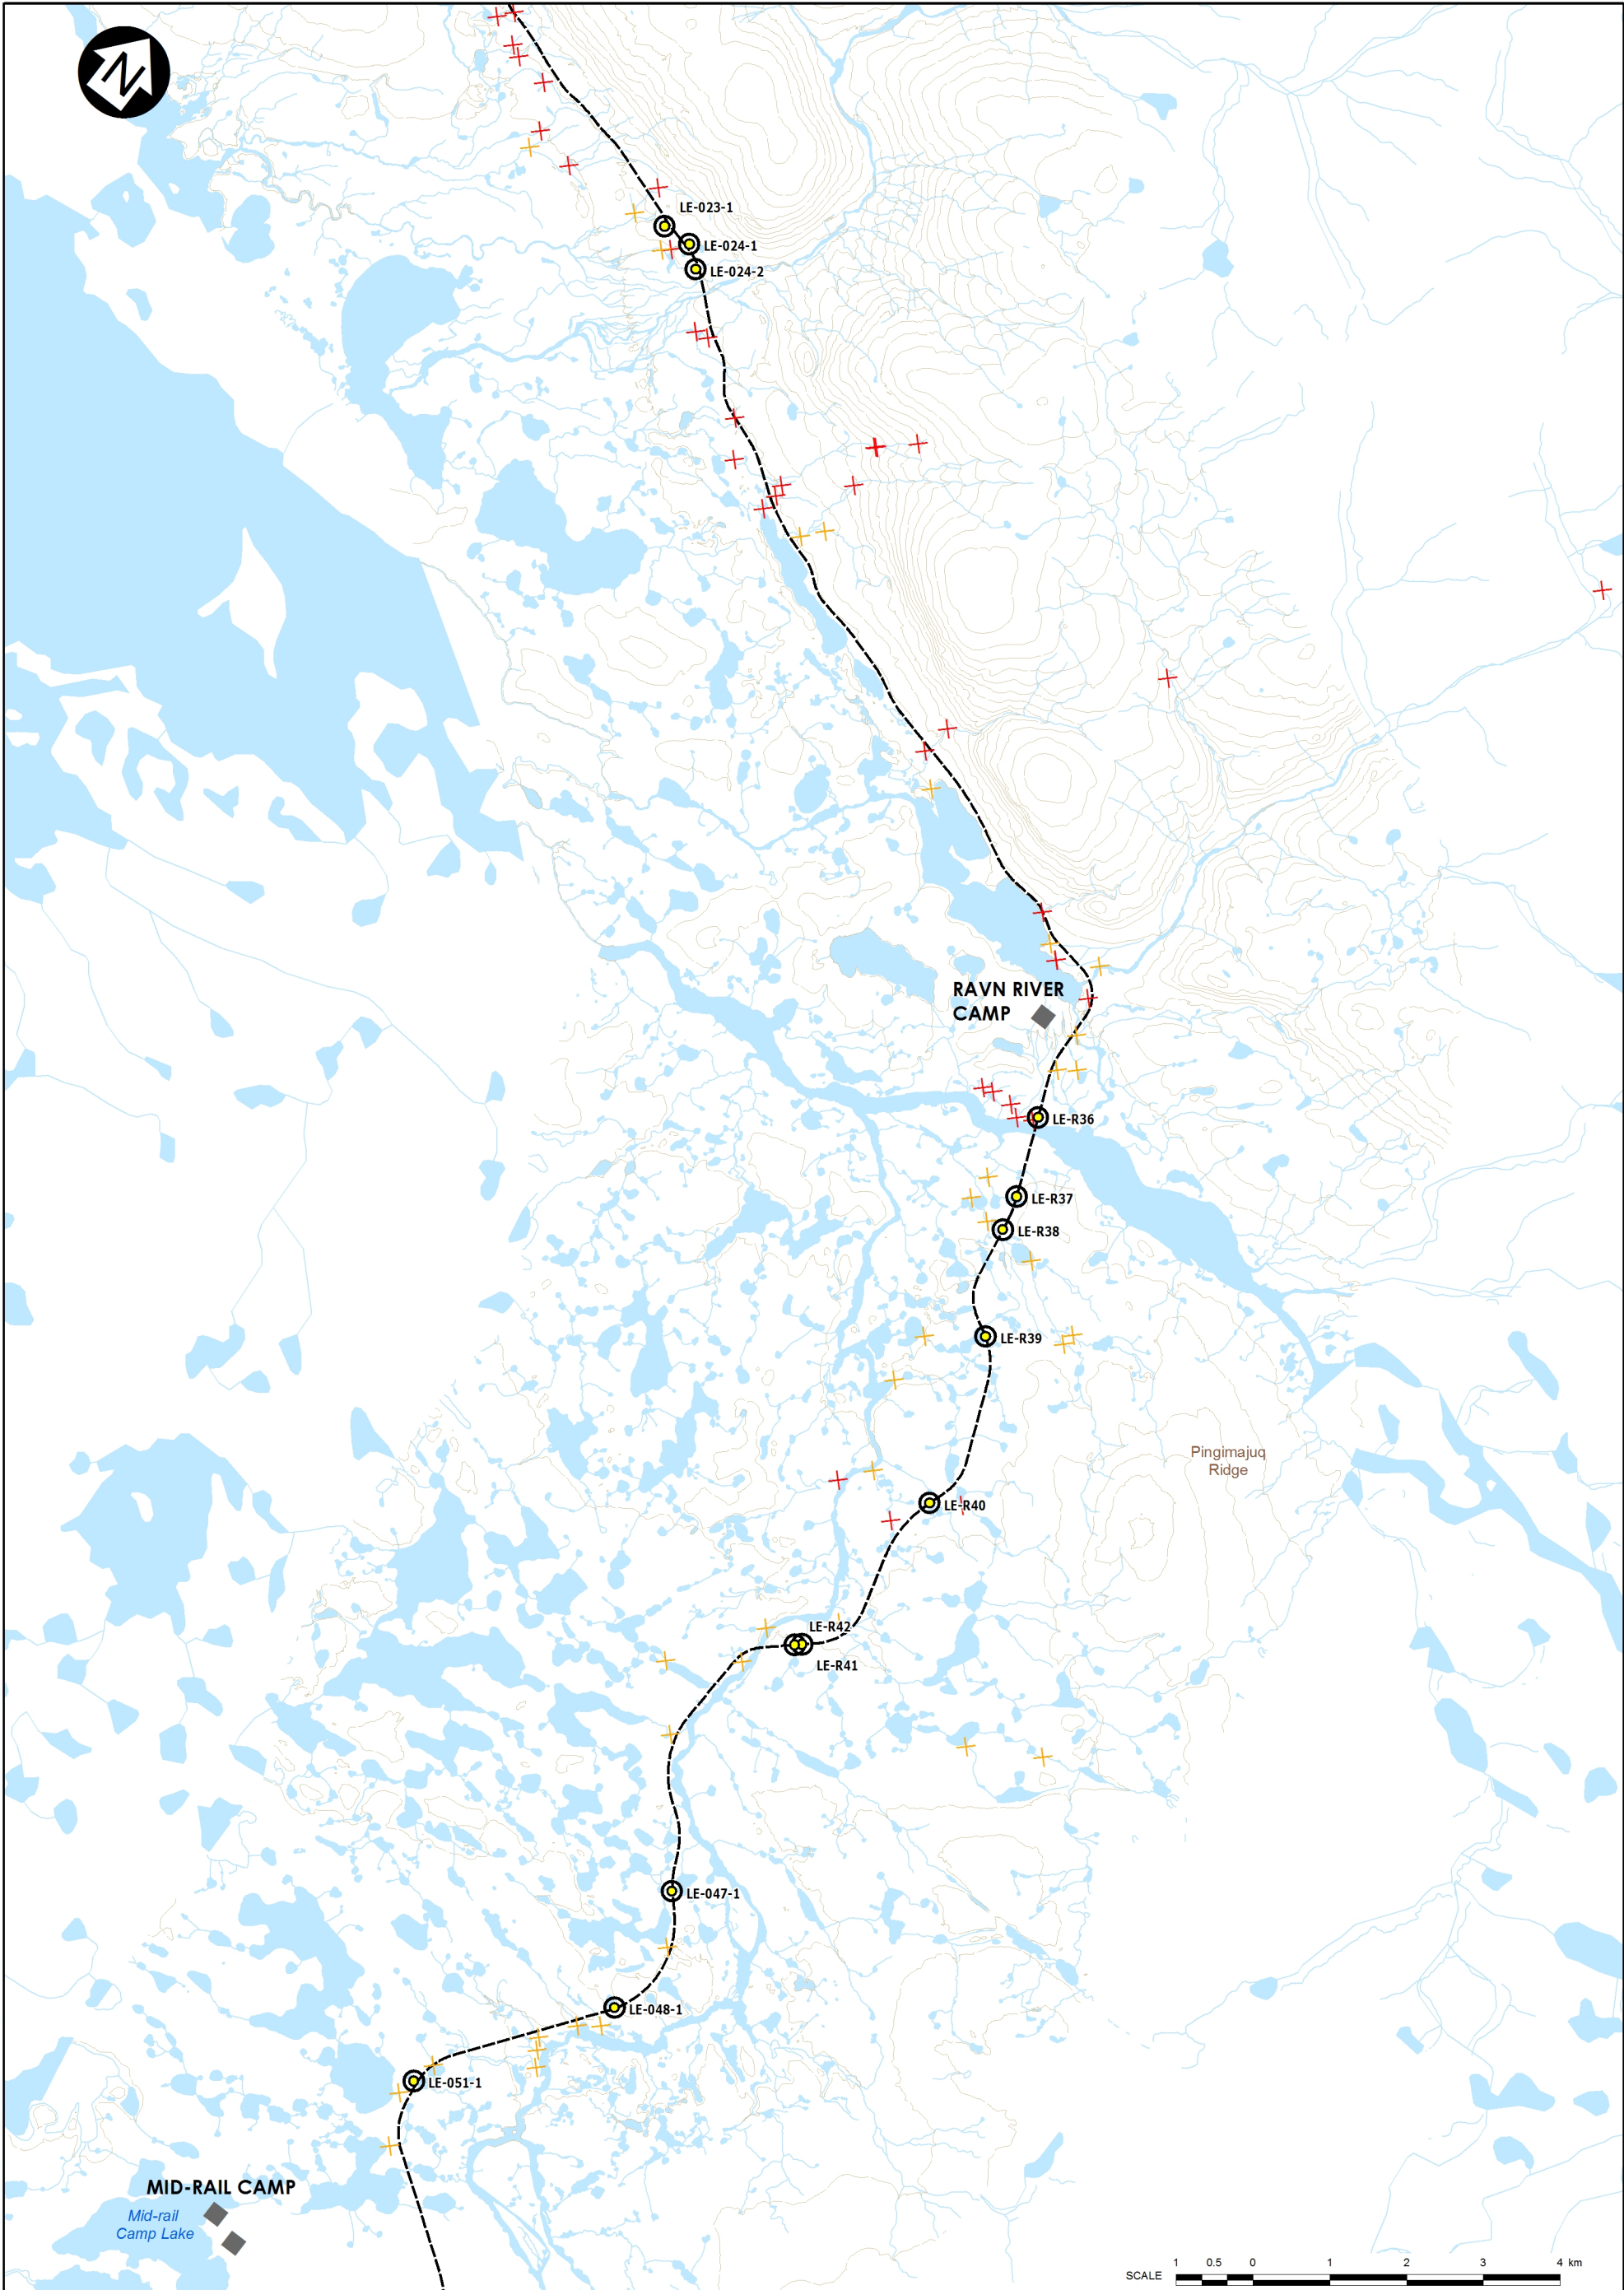 N
LE-023-1
LE-024-1
LE-024-2
RAVN RIVER
CAMP
LE-R36
LE-R37
LE-R38
LE-R39
Pingimajuq
Ridge
LE-R40
LE-R42
LE-R41
LE-047-1
LE-048-1
LE-051-1
MID-RAIL CAMP
Mid-rail
Camp Lake
1 0.5 0 1 2 3 4 km
SCALE